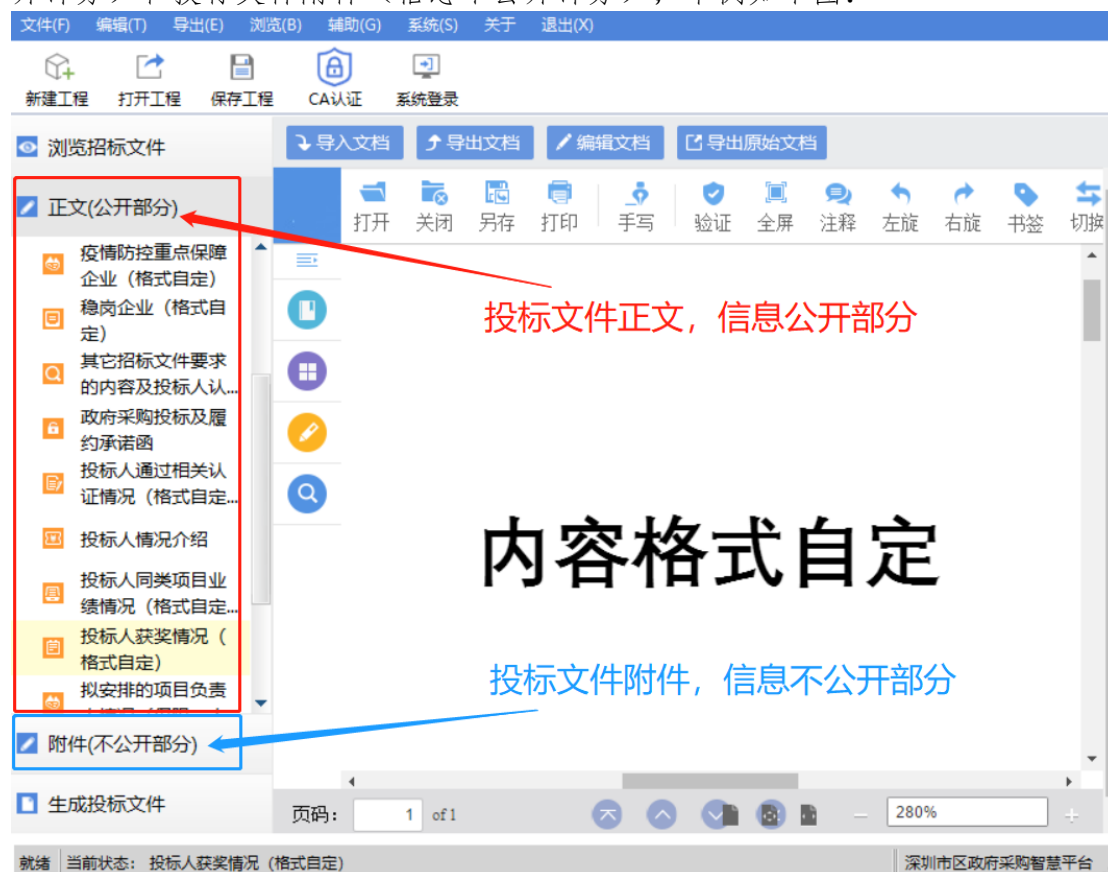 文件(F) 编辑(T) 导出(E) 浏览(B) 辅助(G) 系统(S) 关于 退出(X)
新建工程 打开工程 保存工程 CA认证 系统登录
浏览招标文件
导入文档 导出文档 编辑文档 导出原始文档
正文(公开部分)
打开 关闭 另存 打印 手写 验证 全屏 注释 左旋 右旋 书签 切换
疫情防控重点保障
企业（格式自定）
稳岗企业（格式自
定）
其它招标文件要求
的内容及投标人认...
政府采购投标及履
约承诺函
投标人通过相关认
证情况（格式自定...
投标人情况介绍
投标人同类项目业
绩情况（格式自定...
投标人获奖情况（
格式自定）
拟安排的项目负责
投标文件正文，信息公开部分
内容格式自定
投标文件附件，信息不公开部分
附件(不公开部分)
生成投标文件
页码： 1 of 1 280%
就绪 当前状态： 投标人获奖情况（格式自定） 深圳市区政府采购智慧平台